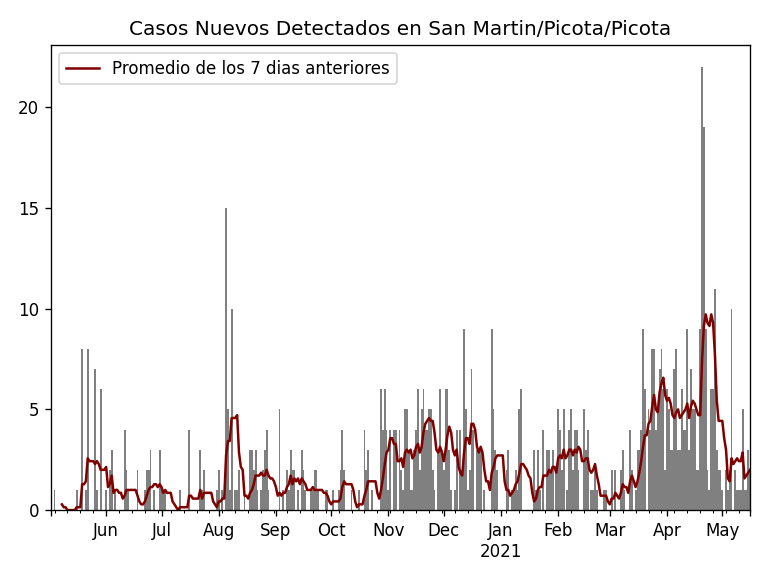 Casos Nuevos Detectados en San Martin/Picota/Picota
Promedio de los 7 dias anteriores
20
15
10
5
0
Jun Jul Aug Sep Oct Nov Dec Jan Feb Mar Apr May
2021